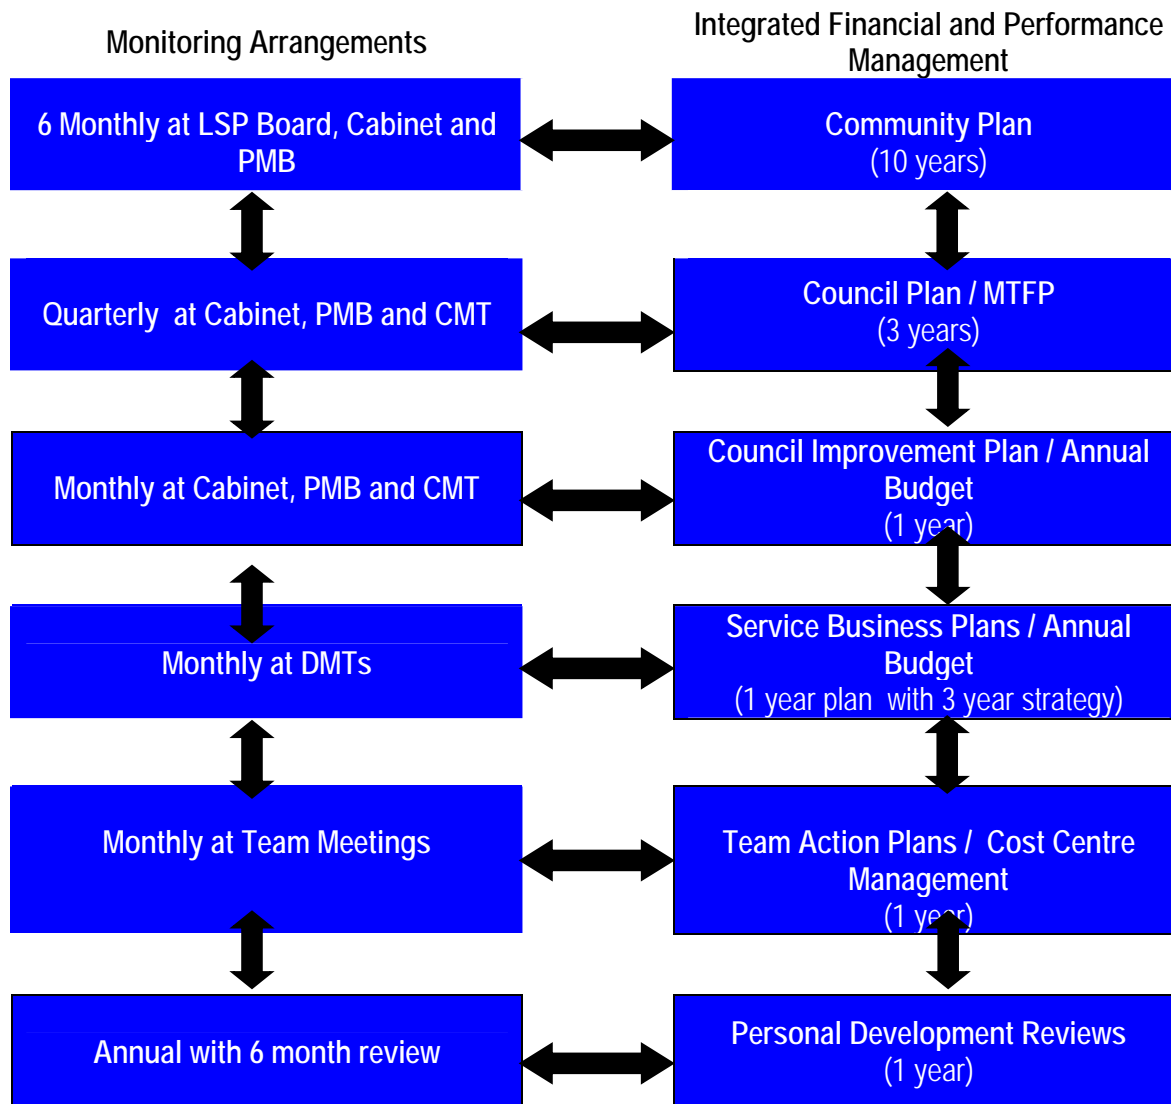 Monitoring Arrangements
Integrated Financial and Performance
Management
6 Monthly at LSP Board, Cabinet and
PMB
Community Plan
(10 years)
Quarterly at Cabinet, PMB and CMT
Council Plan / MTFP
(3 years)
Monthly at Cabinet, PMB and CMT
Council Improvement Plan / Annual
Budget
(1 year)
Monthly at DMTs
Service Business Plans / Annual
Budget
(1 year plan with 3 year strategy)
Monthly at Team Meetings
Team Action Plans / Cost Centre
Management
(1 year)
Annual with 6 month review
Personal Development Reviews
(1 year)